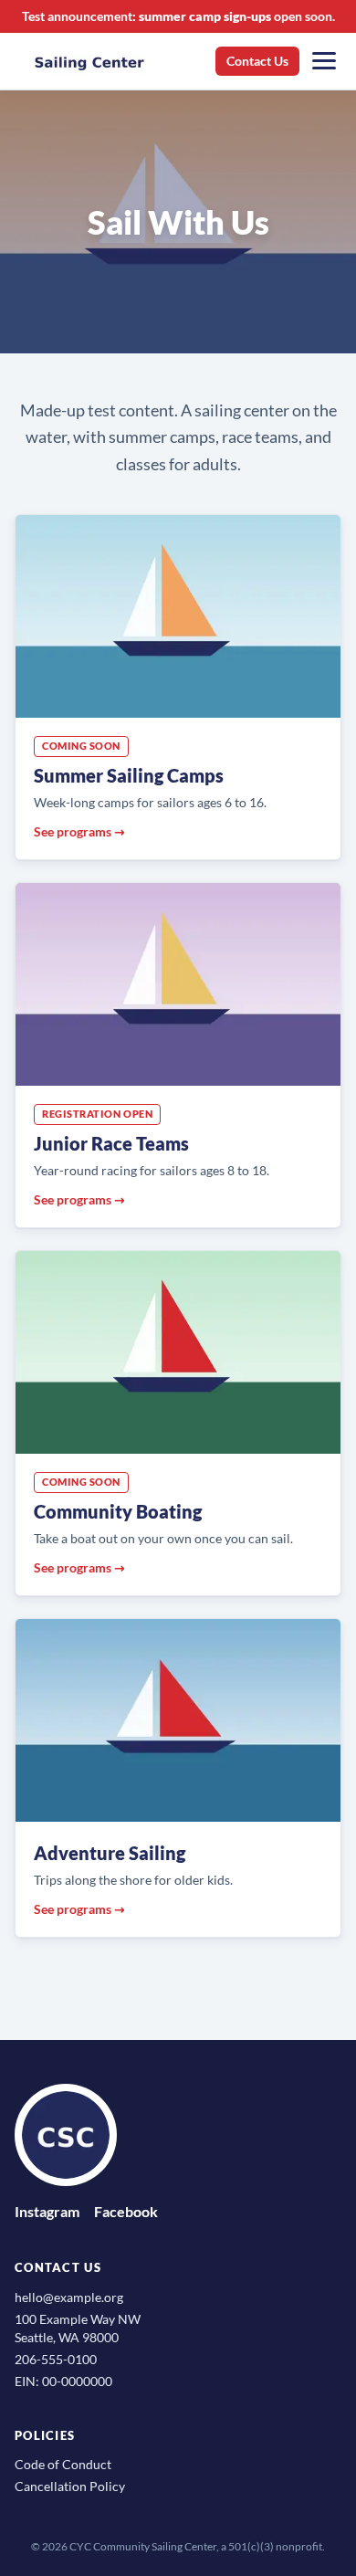 Test announcement: summer camp sign-ups open soon.
Sailing Center
Contact Us
Sail With Us
Made-up test content. A sailing center on the
water, with summer camps, race teams, and
classes for adults.
COMING SOON
Summer Sailing Camps
Week-long camps for sailors ages 6 to 16.
See programs →
REGISTRATION OPEN
Junior Race Teams
Year-round racing for sailors ages 8 to 18.
See programs →
COMING SOON
Community Boating
Take a boat out on your own once you can sail.
See programs →
Adventure Sailing
Trips along the shore for older kids.
See programs →
CSC
Instagram Facebook
CONTACT US
hello@example.org
100 Example Way NW
Seattle, WA 98000
206-555-0100
EIN: 00-0000000
POLICIES
Code of Conduct
Cancellation Policy
© 2026 CYC Community Sailing Center, a 501(c)(3) nonprofit.